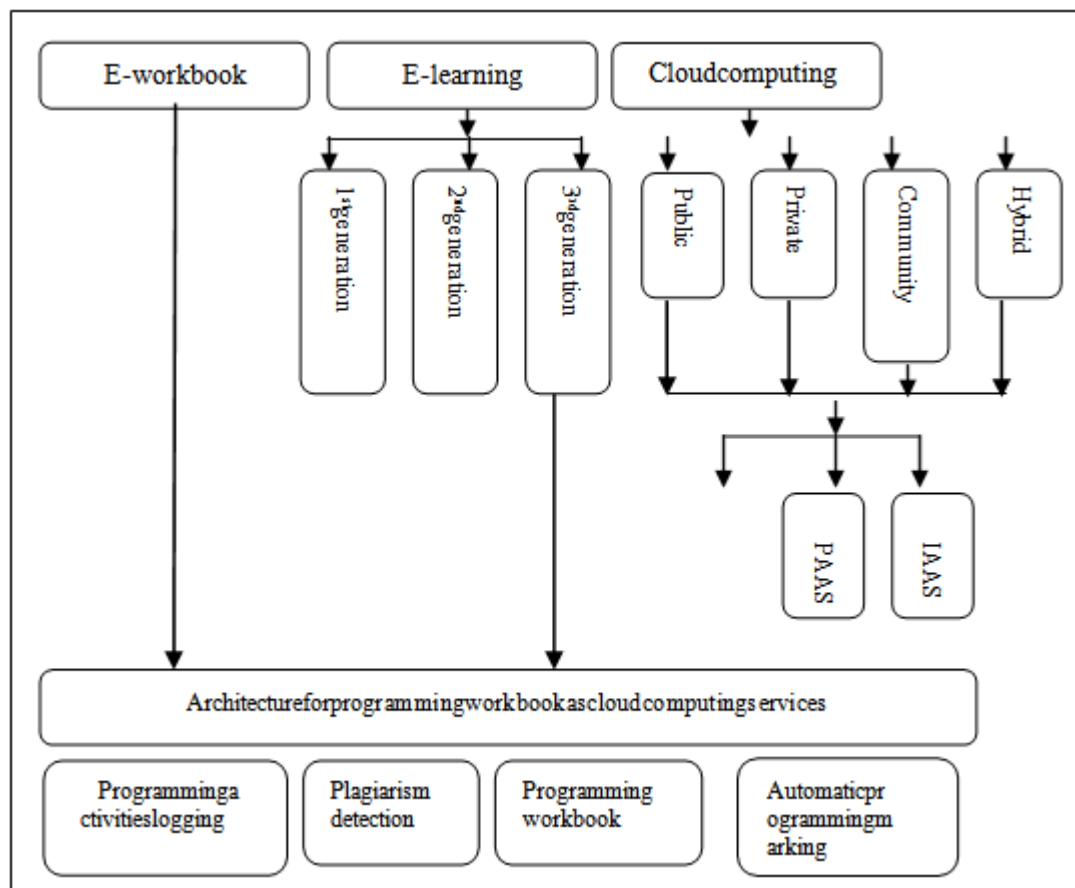 E-workbook
E-learning
Cloudcomputing
1stgeneration
2ndgeneration
3rdgeneration
Public
Private
Community
Hybrid
PAAS
IAAS
Architectureforprogrammingworkbookascloudcomputingservices
Programminga
ctivitieslogging
Plagiarism
detection
Programming
workbook
Automaticpr
ogrammingm
arking